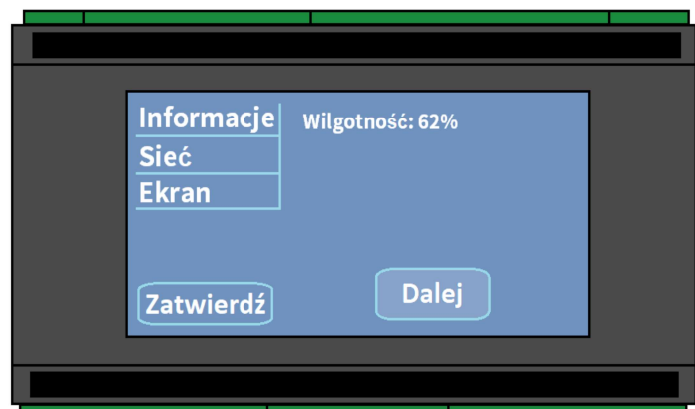 Informacje
Wilgotność: 62%
Sieć
Ekran
Zatwierdź
Dalej